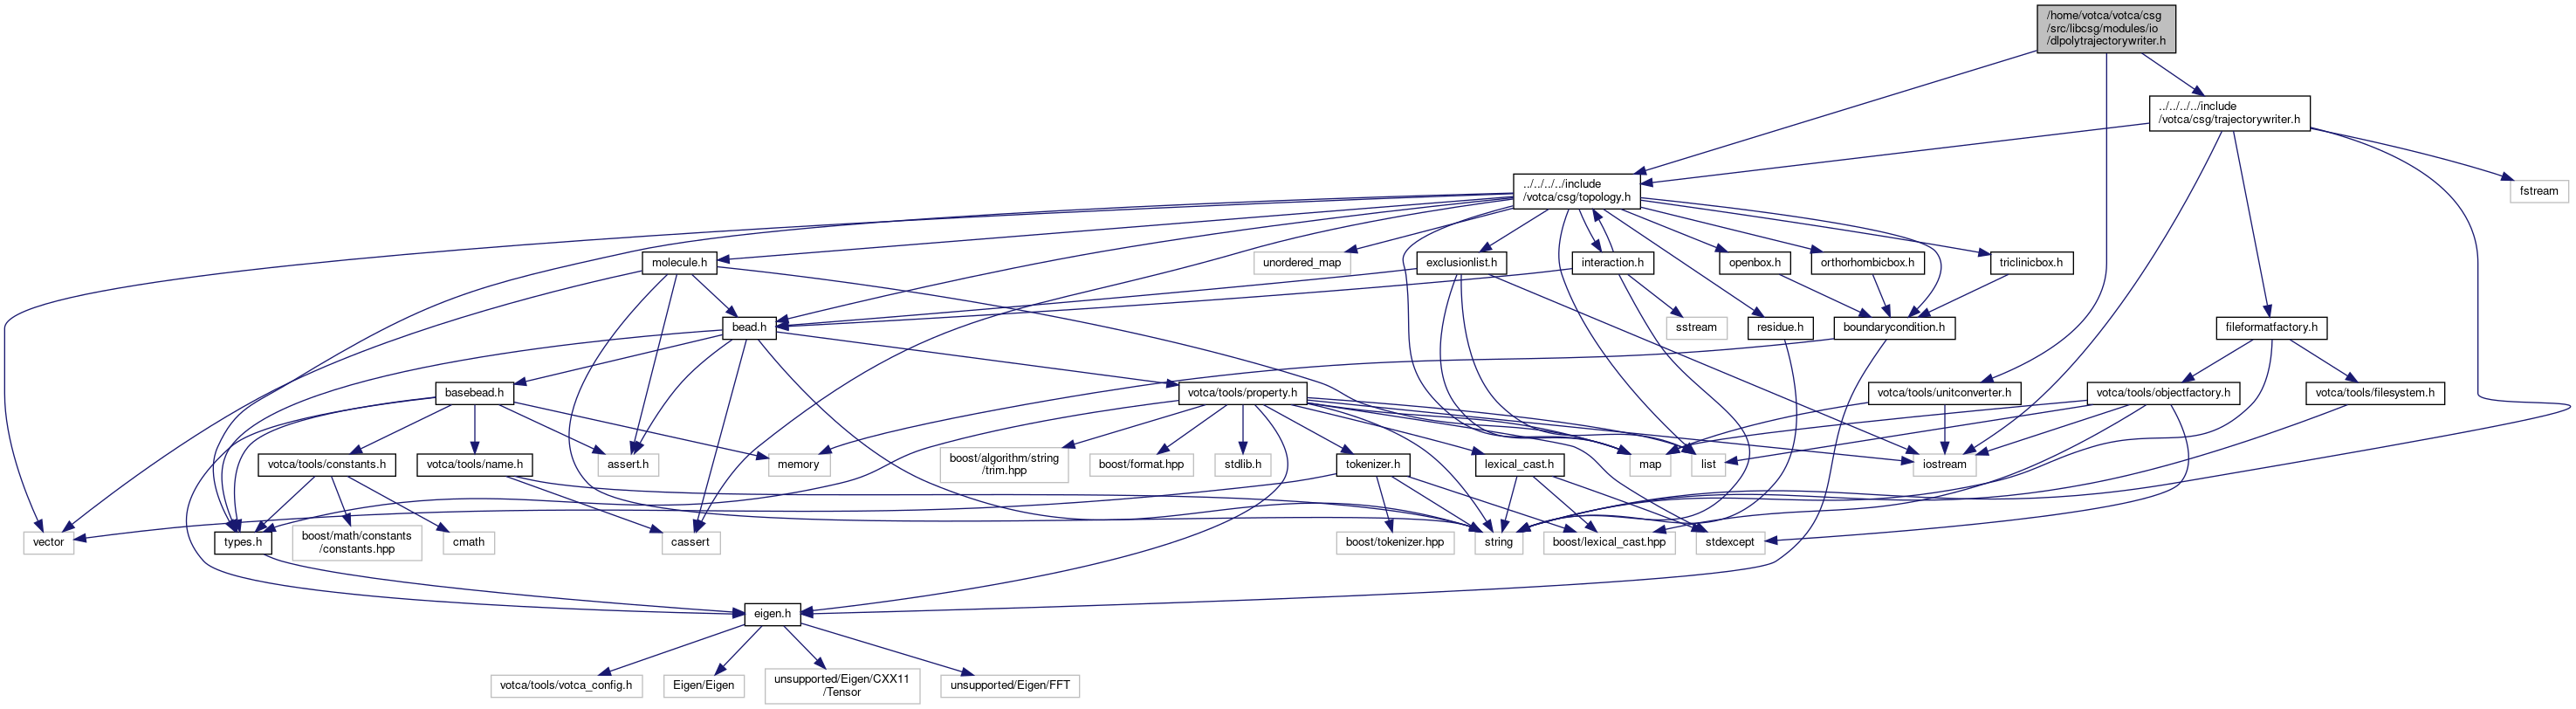 /home/votca/votca/csg
/src/libcsg/modules/io
/dlpolytrajectorywriter.h
../../../../include
/votca/csg/trajectorywriter.h
../../../../include
/votca/csg/topology.h
fstream
molecule.h
unordered_map
exclusionlist.h
interaction.h
openbox.h
orthorhombicbox.h
triclinicbox.h
bead.h
sstream
residue.h
boundarycondition.h
fileformatfactory.h
basebead.h
votca/tools/property.h
votca/tools/unitconverter.h
votca/tools/objectfactory.h
votca/tools/filesystem.h
votca/tools/constants.h
votca/tools/name.h
assert.h
memory
boost/algorithm/string
/trim.hpp
boost/format.hpp
stdlib.h
tokenizer.h
lexical_cast.h
map
list
iostream
vector
types.h
boost/math/constants
/constants.hpp
cmath
cassert
boost/tokenizer.hpp
string
boost/lexical_cast.hpp
stdexcept
eigen.h
votca/tools/votca_config.h
Eigen/Eigen
unsupported/Eigen/CXX11
/Tensor
unsupported/Eigen/FFT